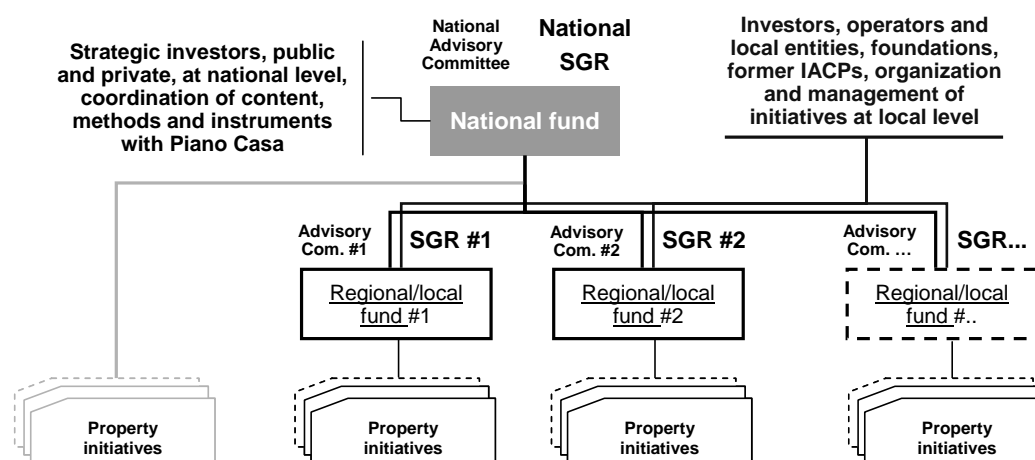 Strategic investors, public
and private, at national level,
coordination of content,
methods and instruments
with Piano Casa
National
Advisory
Committee
National
SGR
National fund
Investors, operators and
local entities, foundations,
former IACPs, organization
and management of
initiatives at local level
Advisory
Com. #1
SGR #1
Advisory
Com. #2
SGR #2
Advisory
Com. ...
SGR...
Regional/local
fund #1
Regional/local
fund #2
Regional/local
fund #..
Property
initiatives
Property
initiatives
Property
initiatives
Property
initiatives